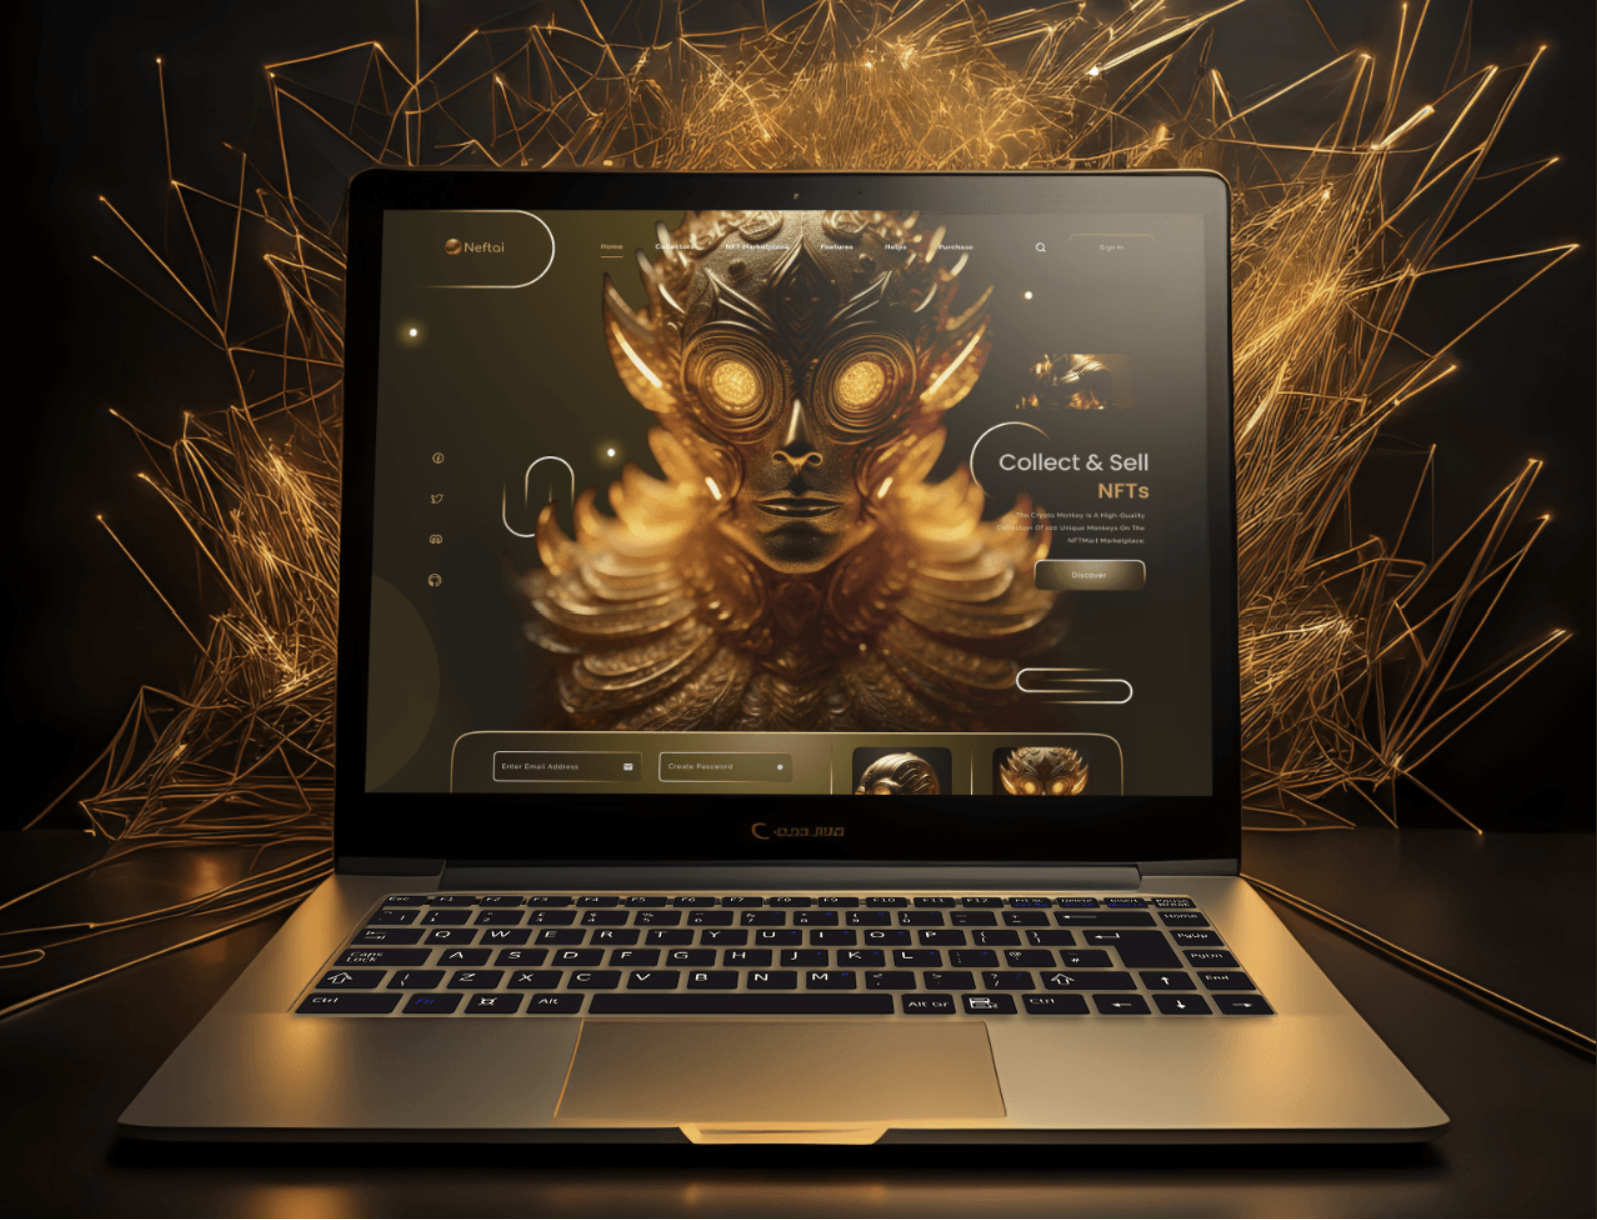 Neftai
Home Collectors NFT Marketplace Features Helps Purchase Sign In
Collect & Sell
NFTs
The Crypto Monkey Is A High-Quality
Collection Of 100 Unique Monkeys On The
NFTMart Marketplace.
Discover
Enter Email Address Create Password
Esc F1 F2 F3 F4 F5 F6 F7 F8 F9 F10 F11 F12
Home
Q W E R T Y U I O P { } PgUp
Caps Lock A S D F G H J K L # PgDn
Z X C V B N M End
Ctrl Fn Alt Alt Gr Ctrl